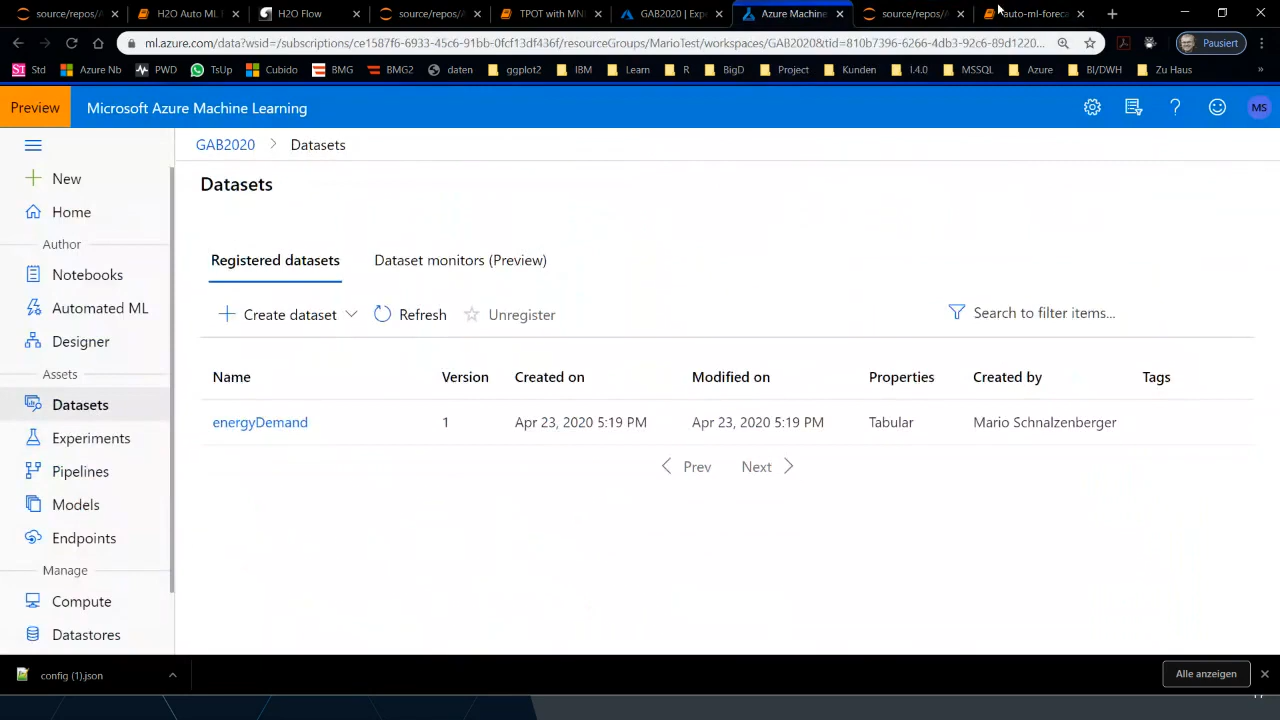 source/repos/A
H2O Auto ML
H2O Flow
source/repos/A
TPOT with MN
GAB2020 | Exp
Azure Machin
source/repos/A
auto-ml-foreca
ml.azure.com/data?wsid=/subscriptions/ce1587f6-6933-45c6-91bb-0fcf13df436f/resourceGroups/MarioTest/workspaces/GAB2020&tid=810b7396-6266-4db3-92c6-89d1220...
Pausiert
Std
Azure Nb
PWD
TsUp
Cubido
BMG
BMG2
daten
ggplot2
IBM
Learn
R
BigD
Project
Kunden
I.4.0
MSSQL
Azure
BI/DWH
Zu Haus
»
Preview
Microsoft Azure Machine Learning
MS
GAB2020 > Datasets
New
Home
Author
Notebooks
Automated ML
Designer
Assets
Datasets
Experiments
Pipelines
Models
Endpoints
Manage
Compute
Datastores
Datasets
Registered datasets
Dataset monitors (Preview)
Create dataset
Refresh
Unregister
Search to filter items...
Name Version Created on Modified on Properties Created by Tags
energyDemand 1 Apr 23, 2020 5:19 PM Apr 23, 2020 5:19 PM Tabular Mario Schnalzenberger
Prev Next
config (1).json
Alle anzeigen